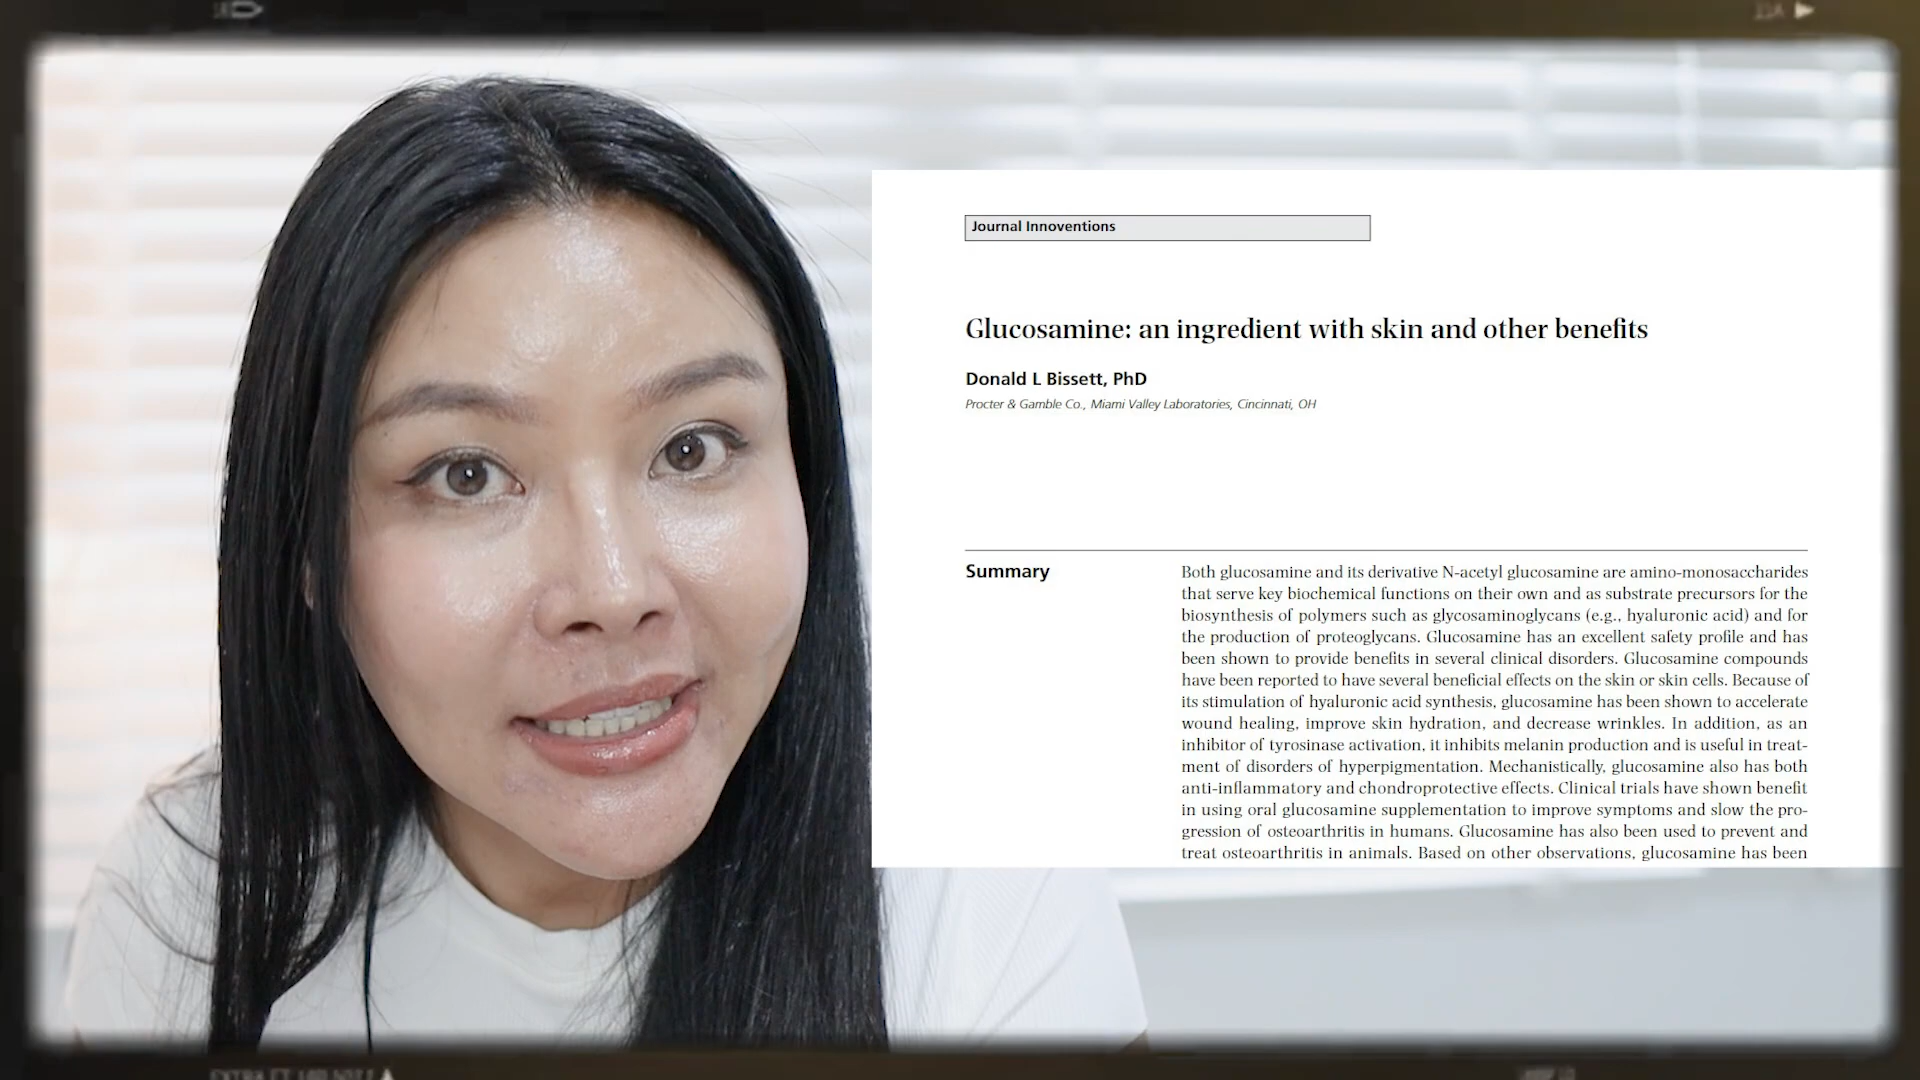 Journal Innoventions
Glucosamine: an ingredient with skin and other benefits
Donald L Bissett, PhD
Procter & Gamble Co., Miami Valley Laboratories, Cincinnati, OH
Summary
Both glucosamine and its derivative N-acetyl glucosamine are amino-monosaccharides
that serve key biochemical functions on their own and as substrate precursors for the
biosynthesis of polymers such as glycosaminoglycans (e.g., hyaluronic acid) and for
the production of proteoglycans. Glucosamine has an excellent safety profile and has
been shown to provide benefits in several clinical disorders. Glucosamine compounds
have been reported to have several beneficial effects on the skin or skin cells. Because of
its stimulation of hyaluronic acid synthesis, glucosamine has been shown to accelerate
wound healing, improve skin hydration, and decrease wrinkles. In addition, as an
inhibitor of tyrosinase activation, it inhibits melanin production and is useful in treat-
ment of disorders of hyperpigmentation. Mechanistically, glucosamine also has both
anti-inflammatory and chondroprotective effects. Clinical trials have shown benefit
in using oral glucosamine supplementation to improve symptoms and slow the pro-
gression of osteoarthritis in humans. Glucosamine has also been used to prevent and
treat osteoarthritis in animals. Based on other observations, glucosamine has been